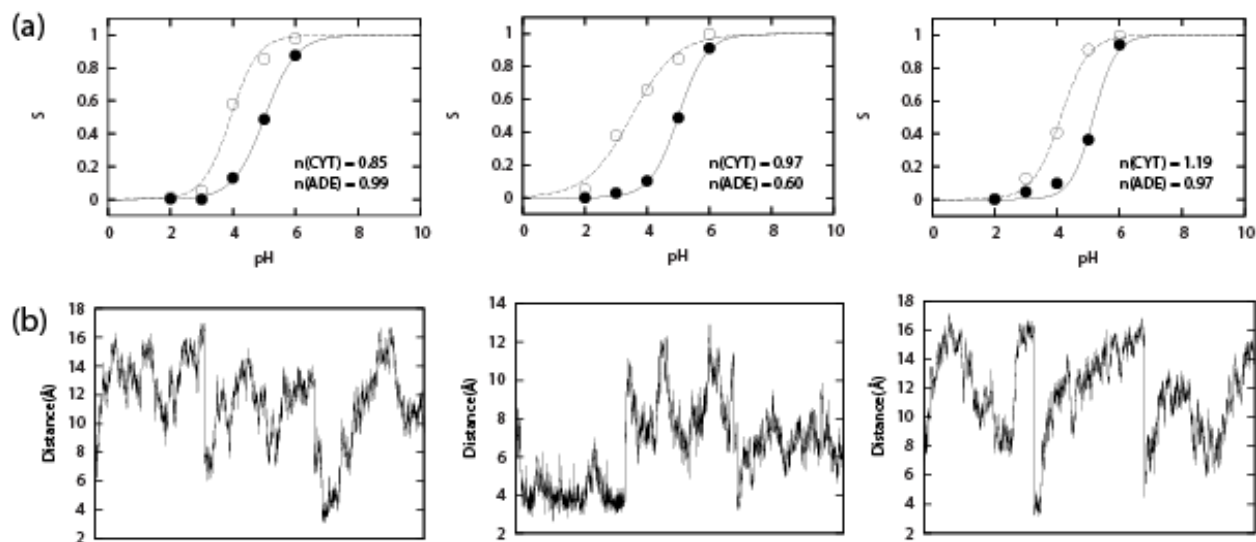 (a)
1
0.8
0.6
0.4
0.2
0
S
n(CYT) = 0.85
n(ADE) = 0.99
0 2 4 6 8 10
pH
1
0.8
0.6
0.4
0.2
0
S
n(CYT) = 0.97
n(ADE) = 0.60
0 2 4 6 8 10
pH
1
0.8
0.6
0.4
0.2
0
S
n(CYT) = 1.19
n(ADE) = 0.97
0 2 4 6 8 10
pH
(b)
18
16
14
12
10
8
6
4
2
Distance(Å)
14
12
10
8
6
4
2
Distance(Å)
18
16
14
12
10
8
6
4
2
Distance(Å)